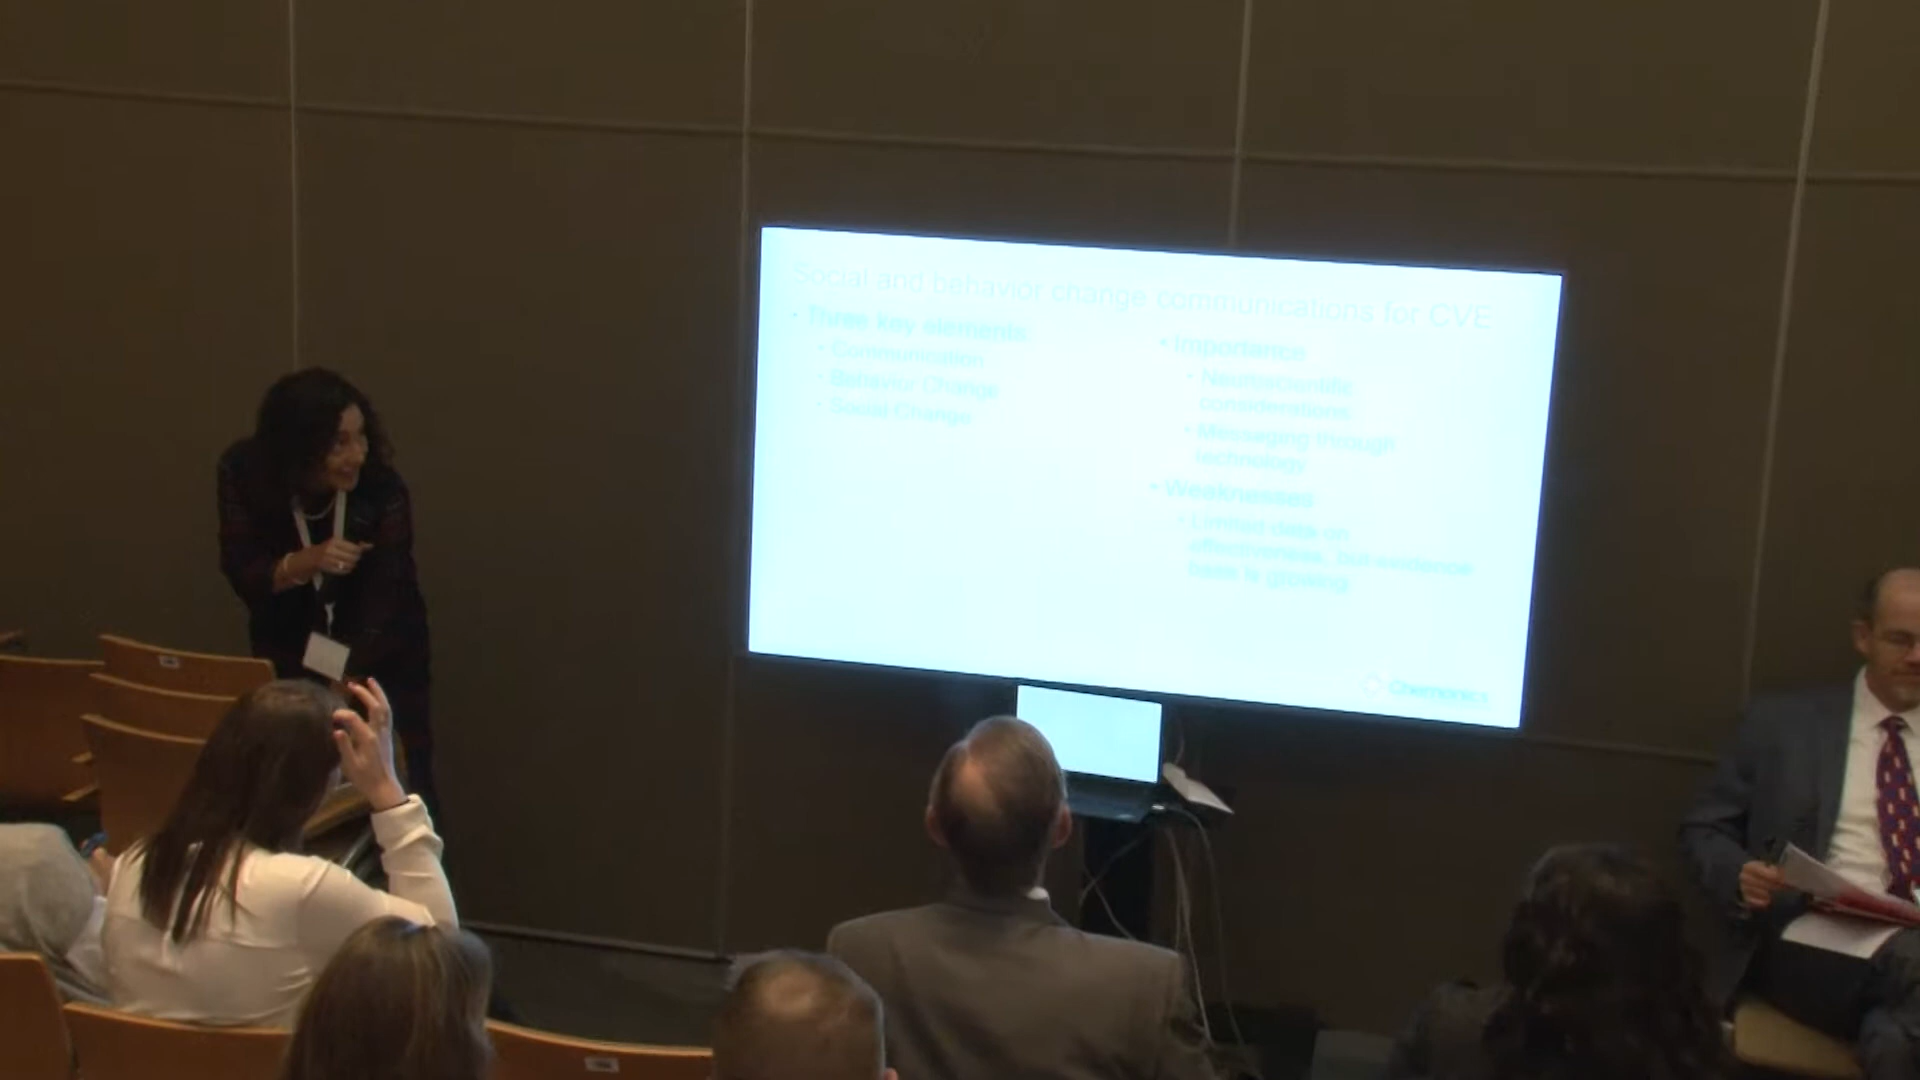 Social and behavior change communications for CVE
• Three key elements
• Communication
• Behavior Change
• Social Change
• Importance
• Neuroscientific
considerations
• Messaging through
technology
• Weaknesses
• Limited data on
effectiveness, but evidence
base is growing
Chemonics